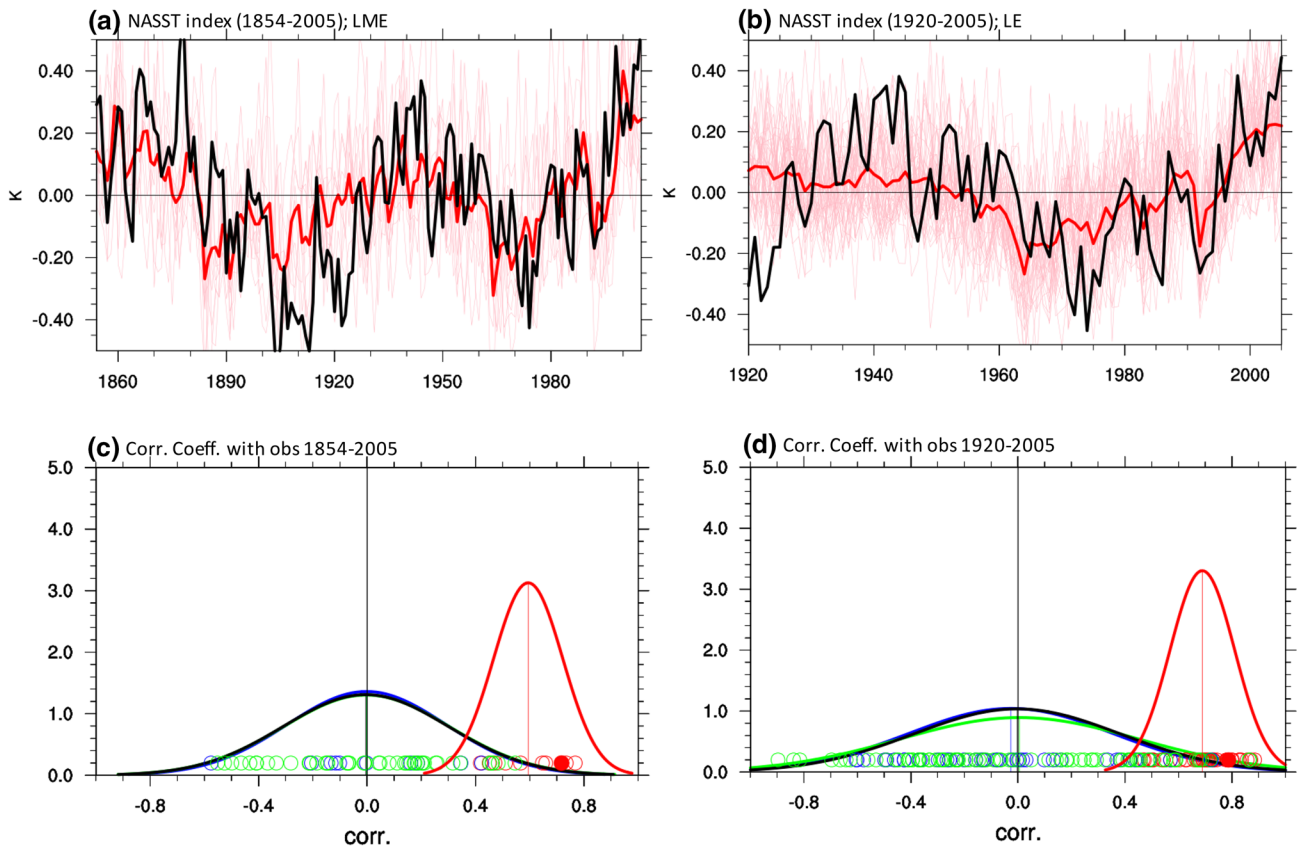 (a) NASST index (1854-2005); LME
0.40
0.20
0.00
-0.20
-0.40
K
1860 1890 1920 1950 1980
(b) NASST index (1920-2005); LE
0.40
0.20
0.00
-0.20
-0.40
K
1920 1940 1960 1980 2000
(c) Corr. Coeff. with obs 1854-2005
5.0
4.0
3.0
2.0
1.0
0.0
-0.8 -0.4 0.0 0.4 0.8
corr.
(d) Corr. Coeff. with obs 1920-2005
5.0
4.0
3.0
2.0
1.0
0.0
-0.8 -0.4 0.0 0.4 0.8
corr.